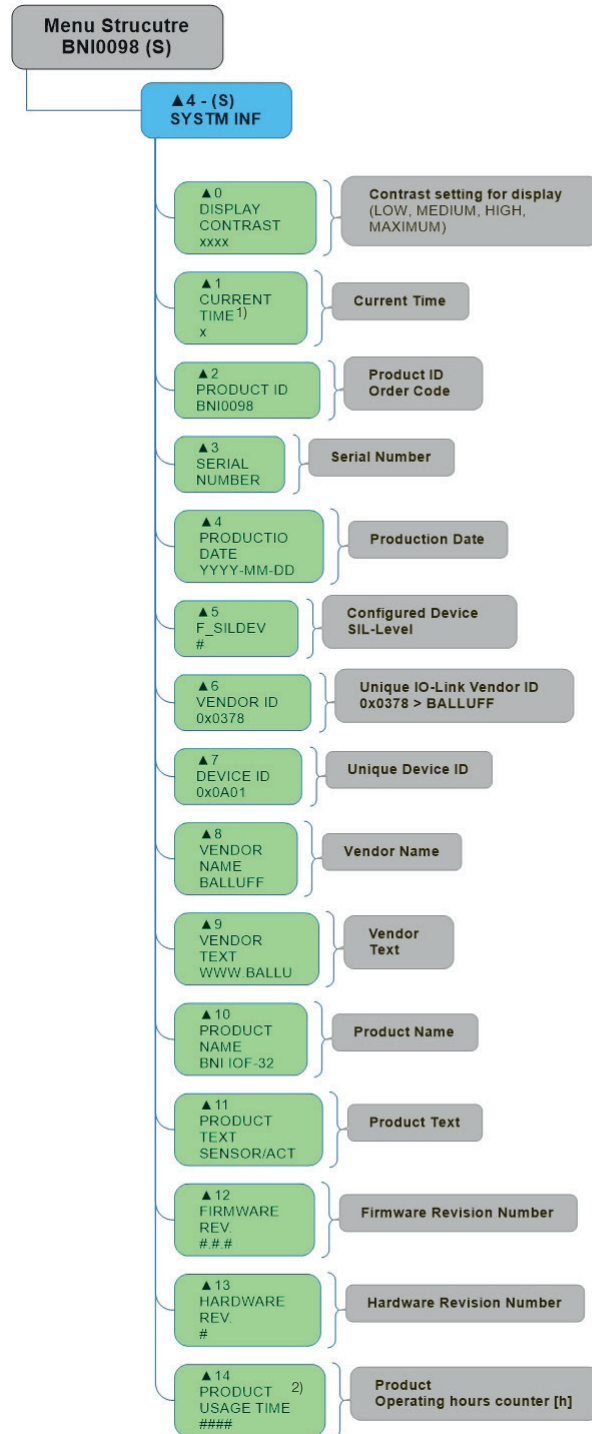 Menu Strucutre
BNI0098 (S)
▲4 - (S)
SYSTM INF
▲0
DISPLAY
CONTRAST
xxxx
Contrast setting for display
(LOW, MEDIUM, HIGH,
MAXIMUM)
▲1
CURRENT
TIME 1)
x
Current Time
▲2
PRODUCT ID
BNI0098
Product ID
Order Code
▲3
SERIAL
NUMBER
Serial Number
▲4
PRODUCTIO
DATE
YYYY-MM-DD
Production Date
▲5
F_SILDEV
#
Configured Device
SIL-Level
▲6
VENDOR ID
0x0378
Unique IO-Link Vendor ID
0x0378 > BALLUFF
▲7
DEVICE ID
0x0A01
Unique Device ID
▲8
VENDOR
NAME
BALLUFF
Vendor Name
▲9
VENDOR
TEXT
WWW.BALLU
Vendor
Text
▲10
PRODUCT
NAME
BNI IOF-32
Product Name
▲11
PRODUCT
TEXT
SENSOR/ACT
Product Text
▲12
FIRMWARE
REV.
#.#.#
Firmware Revision Number
▲13
HARDWARE
REV.
#
Hardware Revision Number
▲14
PRODUCT 2)
USAGE TIME
####
Product
Operating hours counter [h]